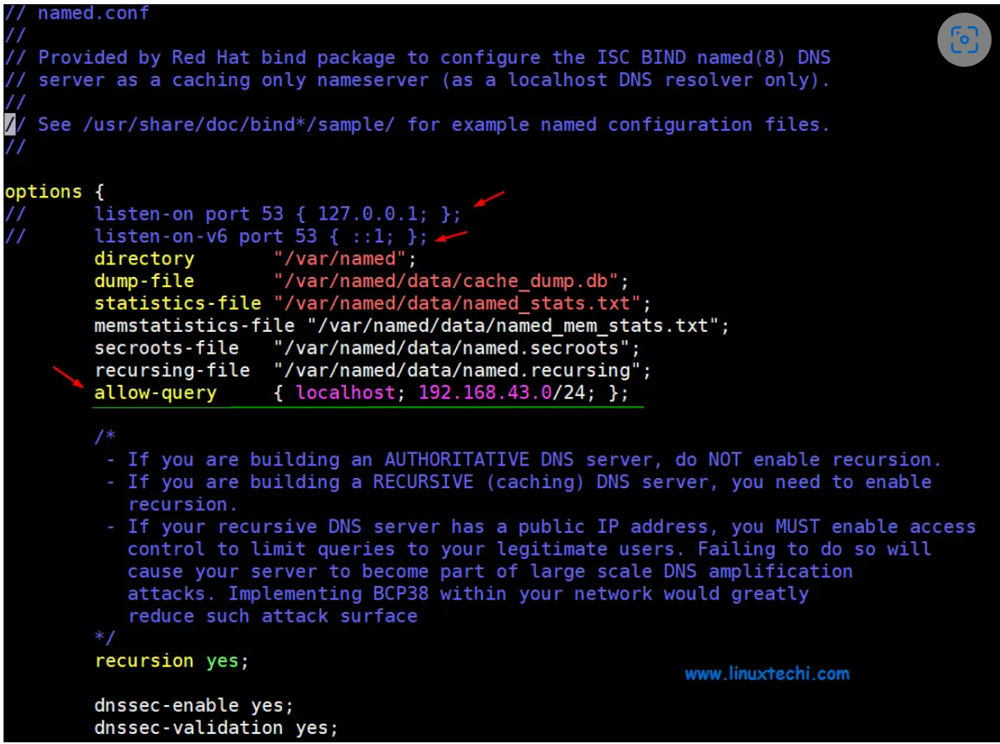 // named.conf
//
// Provided by Red Hat bind package to configure the ISC BIND named(8) DNS
// server as a caching only nameserver (as a localhost DNS resolver only).
//
// See /usr/share/doc/bind*/sample/ for example named configuration files.
//
options {
//      listen-on port 53 { 127.0.0.1; };
//      listen-on-v6 port 53 { ::1; };
        directory       "/var/named";
        dump-file       "/var/named/data/cache_dump.db";
        statistics-file "/var/named/data/named_stats.txt";
        memstatistics-file "/var/named/data/named_mem_stats.txt";
        secroots-file   "/var/named/data/named.secroots";
        recursing-file  "/var/named/data/named.recursing";
        allow-query     { localhost; 192.168.43.0/24; };
        /*
         - If you are building an AUTHORITATIVE DNS server, do NOT enable recursion.
         - If you are building a RECURSIVE (caching) DNS server, you need to enable
           recursion.
         - If your recursive DNS server has a public IP address, you MUST enable access
           control to limit queries to your legitimate users. Failing to do so will
           cause your server to become part of large scale DNS amplification
           attacks. Implementing BCP38 within your network would greatly
           reduce such attack surface
        */
        recursion yes;
www.linuxtechi.com
        dnssec-enable yes;
        dnssec-validation yes;